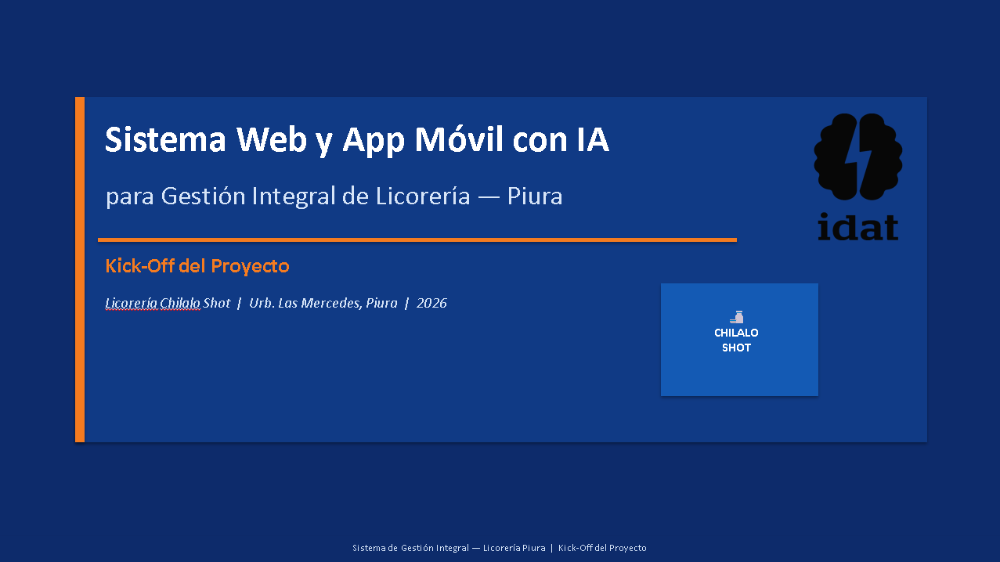 Sistema Web y App Móvil con IA
para Gestión Integral de Licorería — Piura
idat
Kick-Off del Proyecto
Licorería Chilalo Shot | Urb. Las Mercedes, Piura | 2026
CHILALO
SHOT
Sistema de Gestión Integral — Licorería Piura | Kick-Off del Proyecto